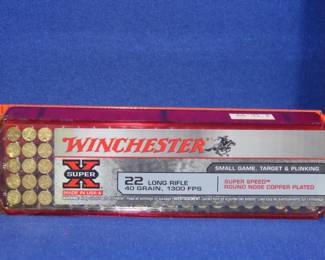 WINCHESTER
SUPER
X
MADE IN USA
22 LONG RIFLE
40 GRAIN, 1300 FPS
SMALL GAME, TARGET & PLINKING
SUPER SPEED™
ROUND NOSE COPPER PLATED